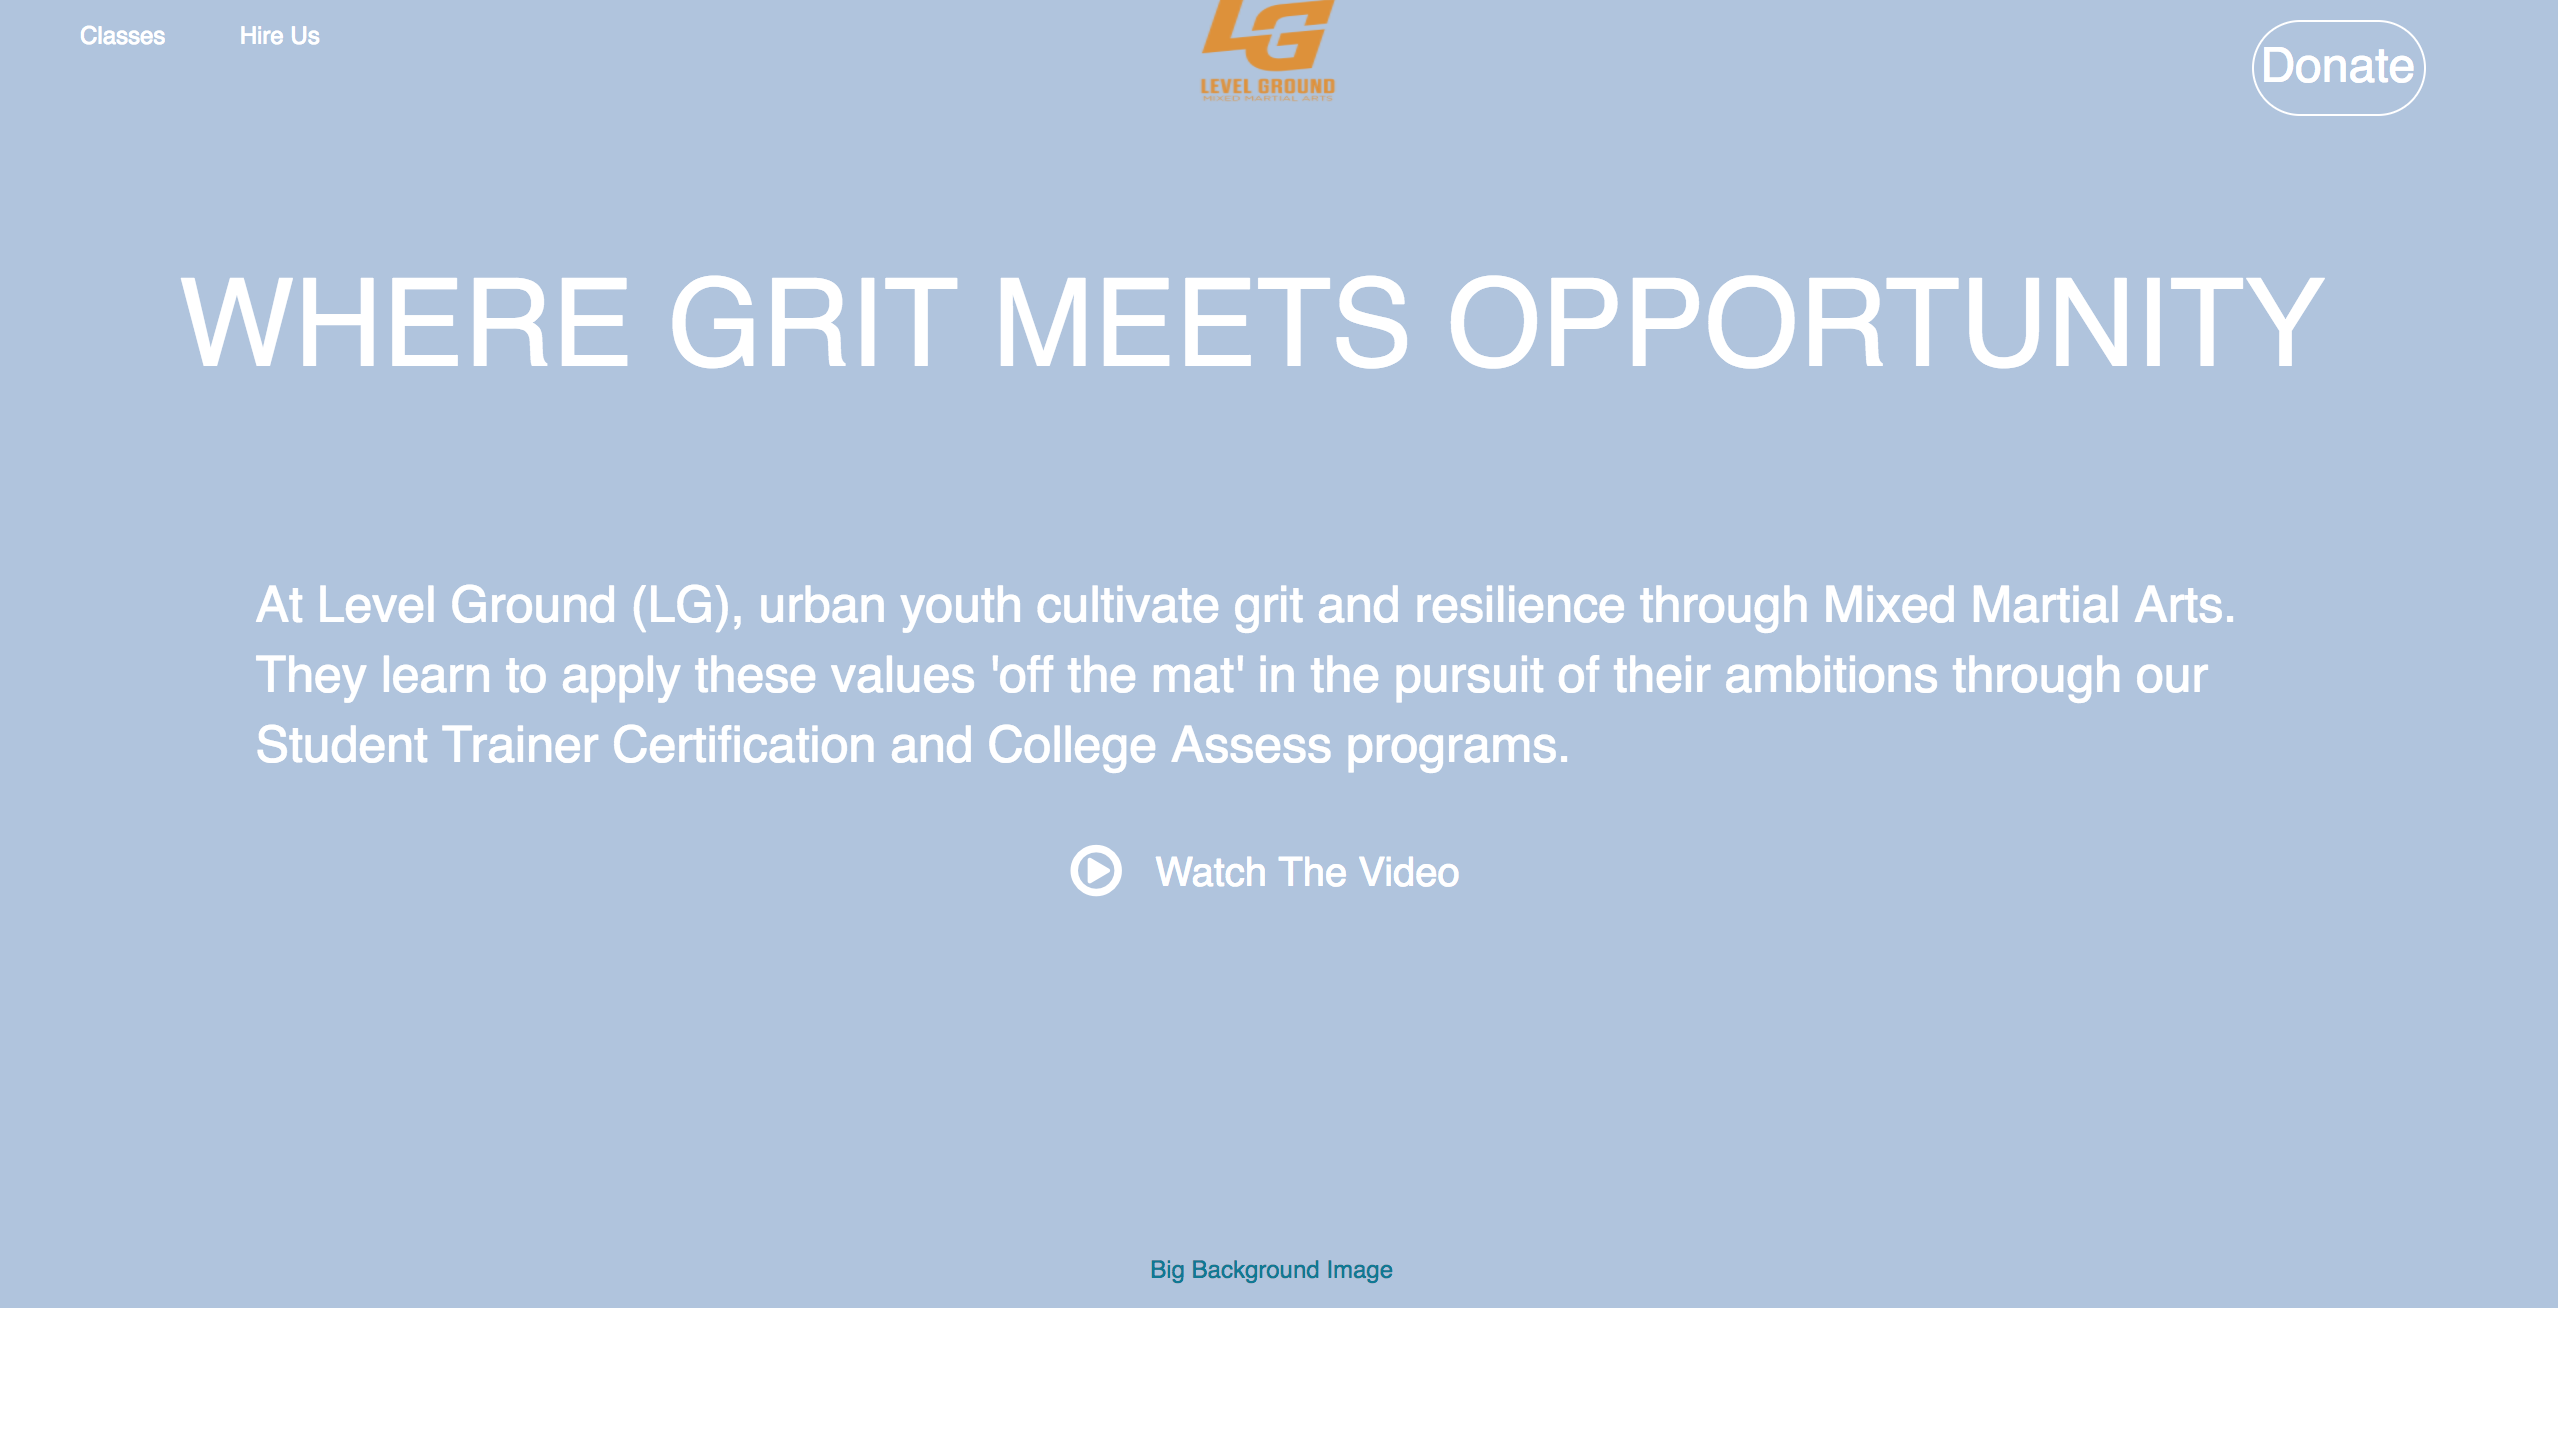 Classes Hire Us
LG
LEVEL GROUND
MIXED MARTIAL ARTS
Donate
WHERE GRIT MEETS OPPORTUNITY
At Level Ground (LG), urban youth cultivate grit and resilience through Mixed Martial Arts.
They learn to apply these values 'off the mat' in the pursuit of their ambitions through our
Student Trainer Certification and College Assess programs.
Watch The Video
Big Background Image